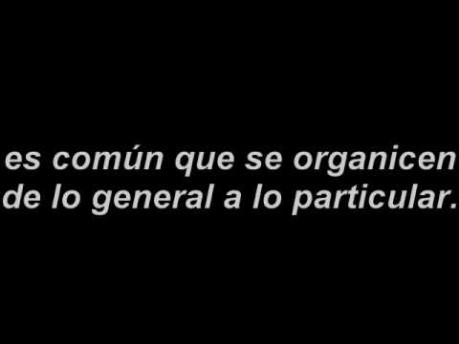 es común que se organicen
de lo general a lo particular.